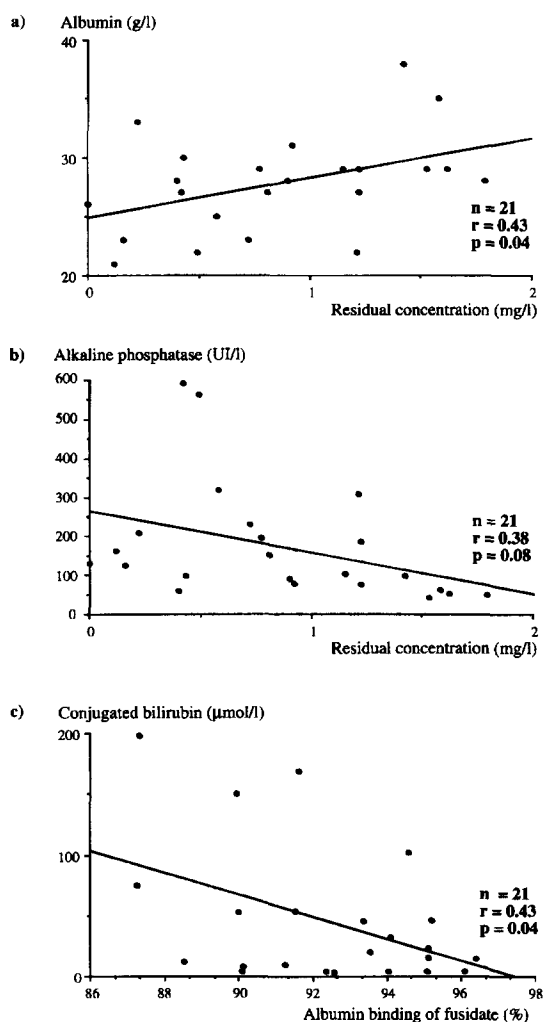 a) Albumin (g/l)
40
30
20
n = 21
r = 0.43
p = 0.04
0 1 2
Residual concentration (mg/l)
b) Alkaline phosphatase (UI/l)
600
500
400
300
200
100
0
n = 21
r = 0.38
p = 0.08
0 1 2
Residual concentration (mg/l)
c) Conjugated bilirubin (μmol/l)
200
100
0
n = 21
r = 0.43
p = 0.04
86 88 90 92 94 96 98
Albumin binding of fusidate (%)